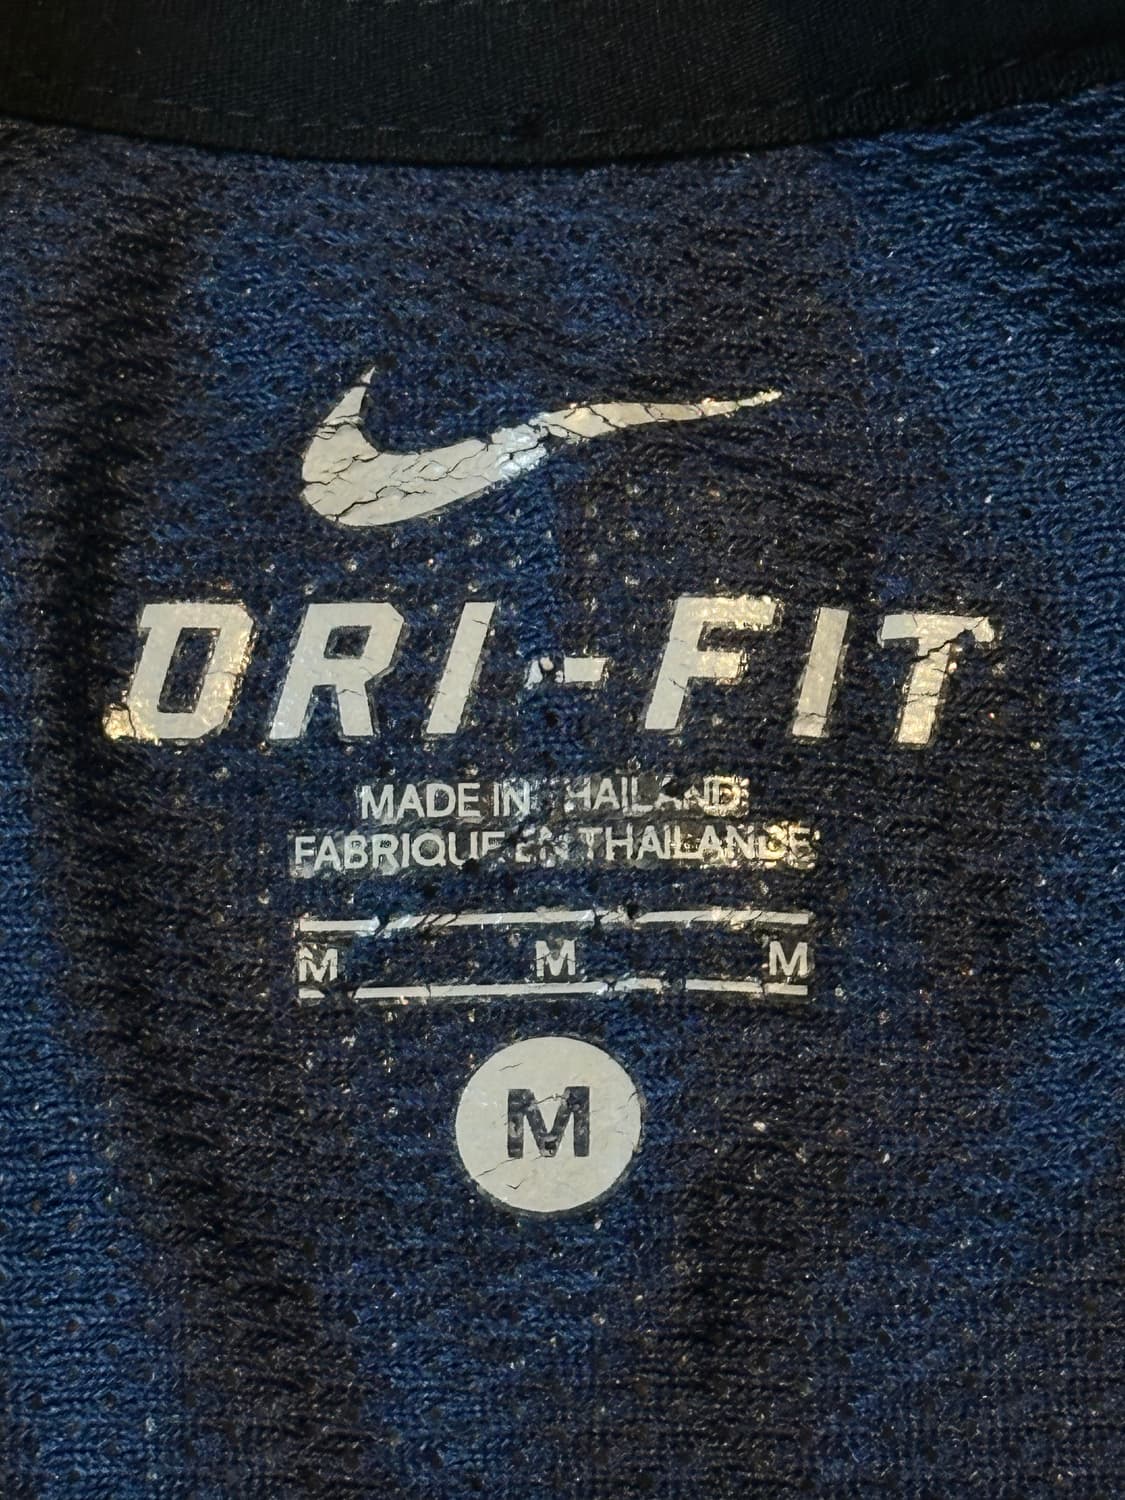 DRI-FIT
MADE IN THAILAND
FABRIQUE EN THAILANDE
M M M
M